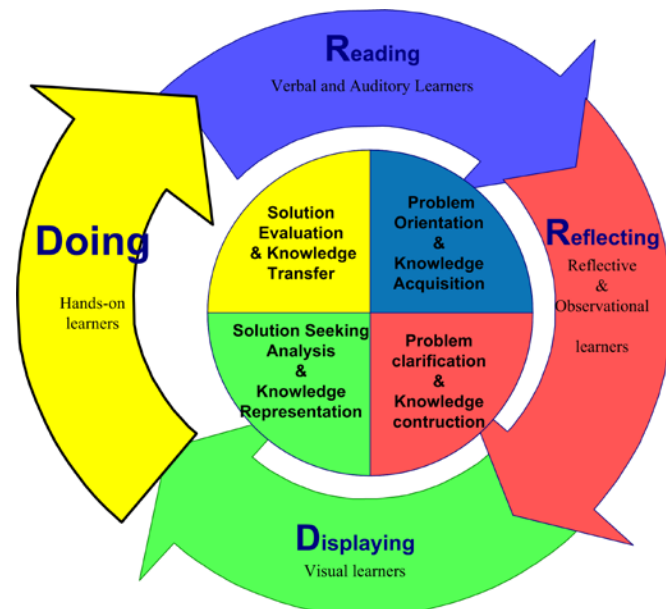 Reading
Verbal and Auditory Learners
Doing
Hands-on
learners
Solution
Evaluation
& Knowledge
Transfer
Problem
Orientation
&
Knowledge
Acquisition
Reflecting
Reflective
&
Observational
learners
Solution Seeking
Analysis
&
Knowledge
Representation
Problem
clarification
&
Knowledge
contruction
Displaying
Visual learners